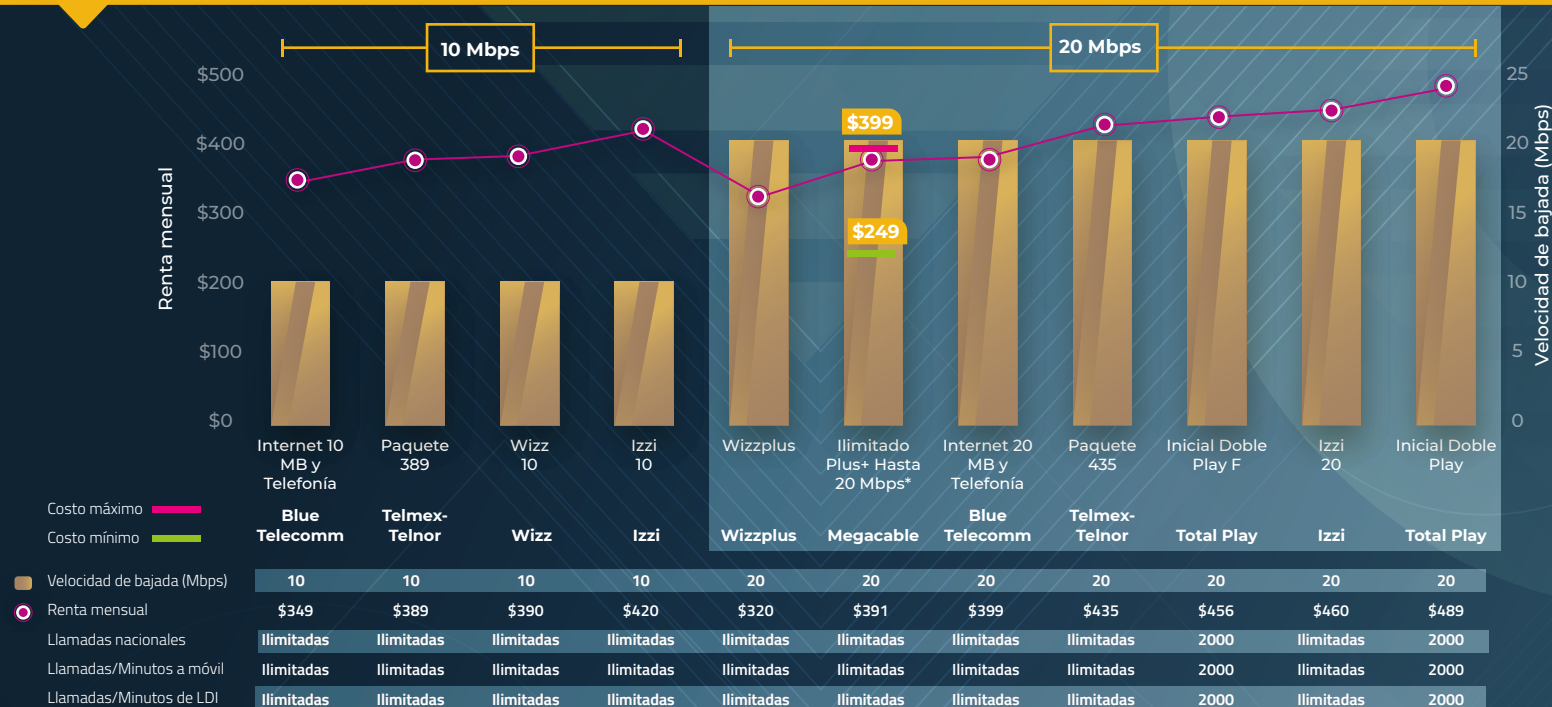 10 Mbps
20 Mbps
Renta mensual
$500
$400
$300
$200
$100
$0
25
20
15
10
5
0
Velocidad de bajada (Mbps)
$399
$249
Internet 10
MB y
Telefonía
Paquete
389
Wizz
10
Izzi
10
Wizzplus
Ilimitado
Plus+ Hasta
20 Mbps*
Internet 20
MB y
Telefonía
Paquete
435
Inicial Doble
Play F
Izzi
20
Inicial Doble
Play
Blue
Telecomm
Telmex-
Telnor
Wizz
Izzi
Wizzplus
Megacable
Blue
Telecomm
Telmex-
Telnor
Total Play
Izzi
Total Play
Costo máximo
Costo mínimo
Velocidad de bajada (Mbps) 10 10 10 10 20 20 20 20 20 20 20
Renta mensual $349 $389 $390 $420 $320 $391 $399 $435 $456 $460 $489
Llamadas nacionales Ilimitadas Ilimitadas Ilimitadas Ilimitadas Ilimitadas Ilimitadas Ilimitadas Ilimitadas 2000 Ilimitadas 2000
Llamadas/Minutos a móvil Ilimitadas Ilimitadas Ilimitadas Ilimitadas Ilimitadas Ilimitadas Ilimitadas Ilimitadas 2000 Ilimitadas 2000
Llamadas/Minutos de LDI Ilimitadas Ilimitadas Ilimitadas Ilimitadas Ilimitadas Ilimitadas Ilimitadas Ilimitadas 2000 Ilimitadas 2000